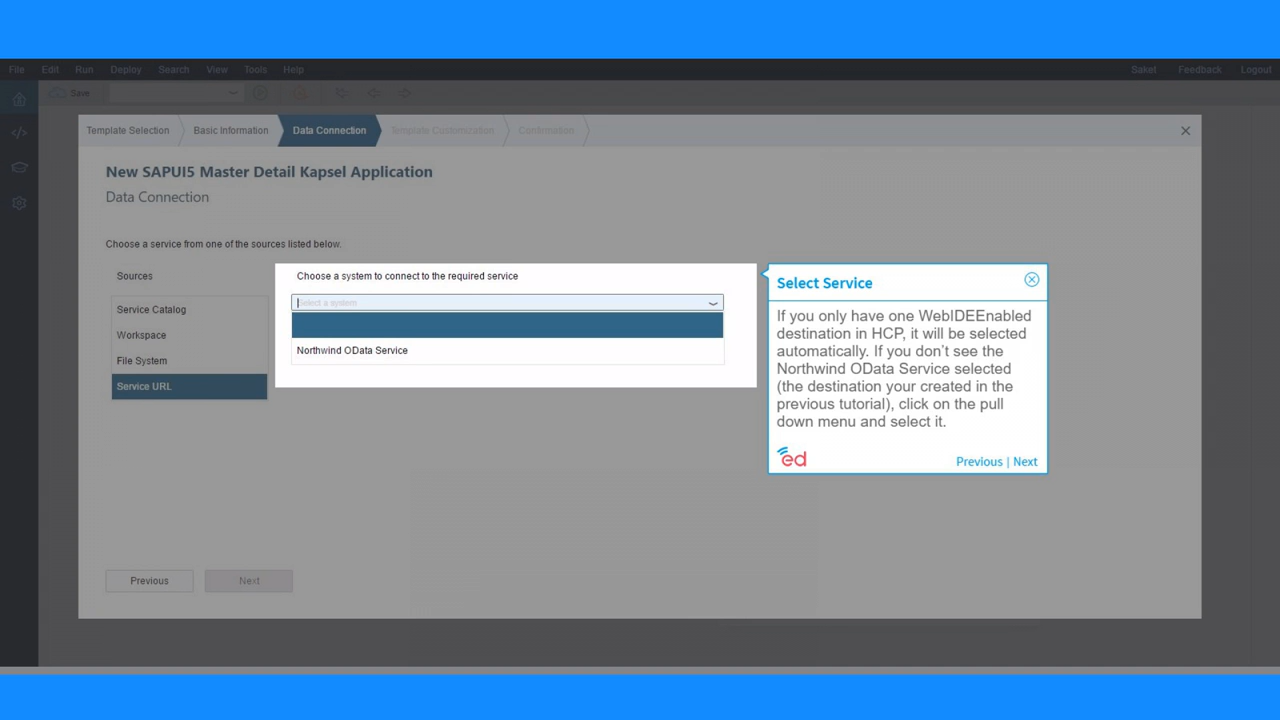 File Edit Run Deploy Search View Tools Help Saket Feedback Logout
Save
Template Selection Basic Information Data Connection Template Customization Confirmation
New SAPUI5 Master Detail Kapsel Application
Data Connection
Choose a service from one of the sources listed below.
Sources
Service Catalog
Workspace
File System
Service URL
Choose a system to connect to the required service
Select a system
Northwind OData Service
Select Service
If you only have one WebIDEEnabled
destination in HCP, it will be selected
automatically. If you don't see the
Northwind OData Service selected
(the destination your created in the
previous tutorial), click on the pull
down menu and select it.
ed
Previous | Next
Previous Next